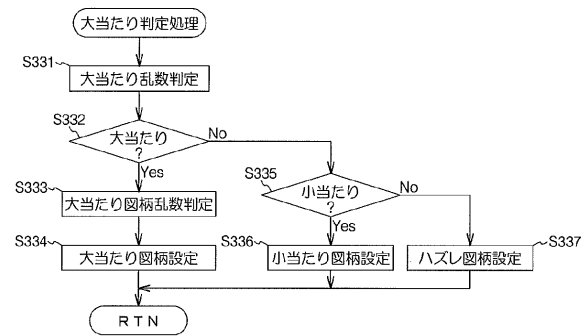 大当たり判定処理
S331
大当たり乱数判定
S332
大当たり
?
No
Yes
S333
大当たり図柄乱数判定
S334
大当たり図柄設定
S335
小当たり
?
No
Yes
S336
小当たり図柄設定
S337
ハズレ図柄設定
RTN